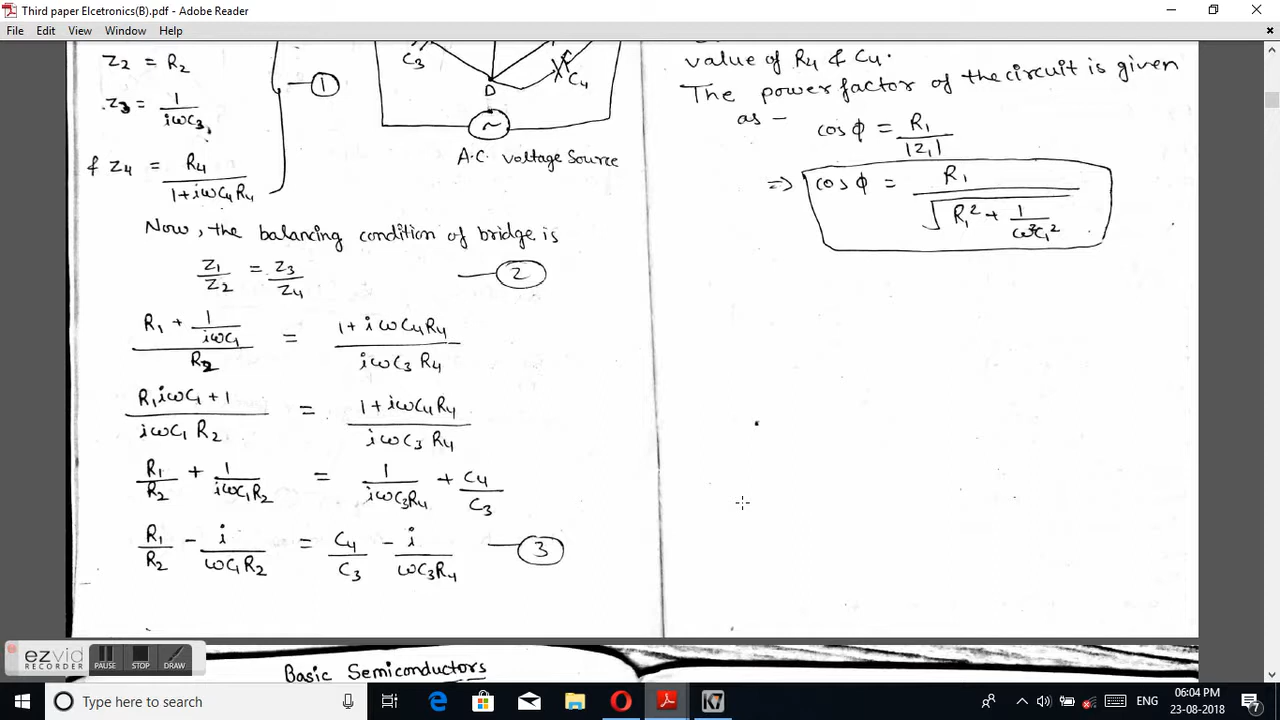 Third paper Elcetronics(B).pdf - Adobe Reader
File Edit View Window Help
Z2 = R2
Z3 = 1/iωC3,
& Z4 = R4/1+iωC4R4
1
C3
D
C4
~
A.C. voltage Source
Now, the balancing condition of bridge is
Z1/Z2 = Z3/Z4 — 2
R1 + 1/iωC1 / R2 = 1+iωC4R4 / iωC3R4
R1iωC1+1 / iωC1R2 = 1+iωC4R4 / iωC3R4
R1/R2 + 1/iωC1R2 = 1/iωC3R4 + C4/C3
R1/R2 - i/ωC1R2 = C4/C3 - i/ωC3R4 — 3
value of R4 & C4.
The power factor of the circuit is given
as - cosφ = R1/|Z1|
=> cosφ = R1/√R1² + 1/ω²C1²
Basic Semiconductors
ezvid
RECORDER
PAUSE STOP DRAW
Type here to search
ENG
06:04 PM
23-08-2018
7